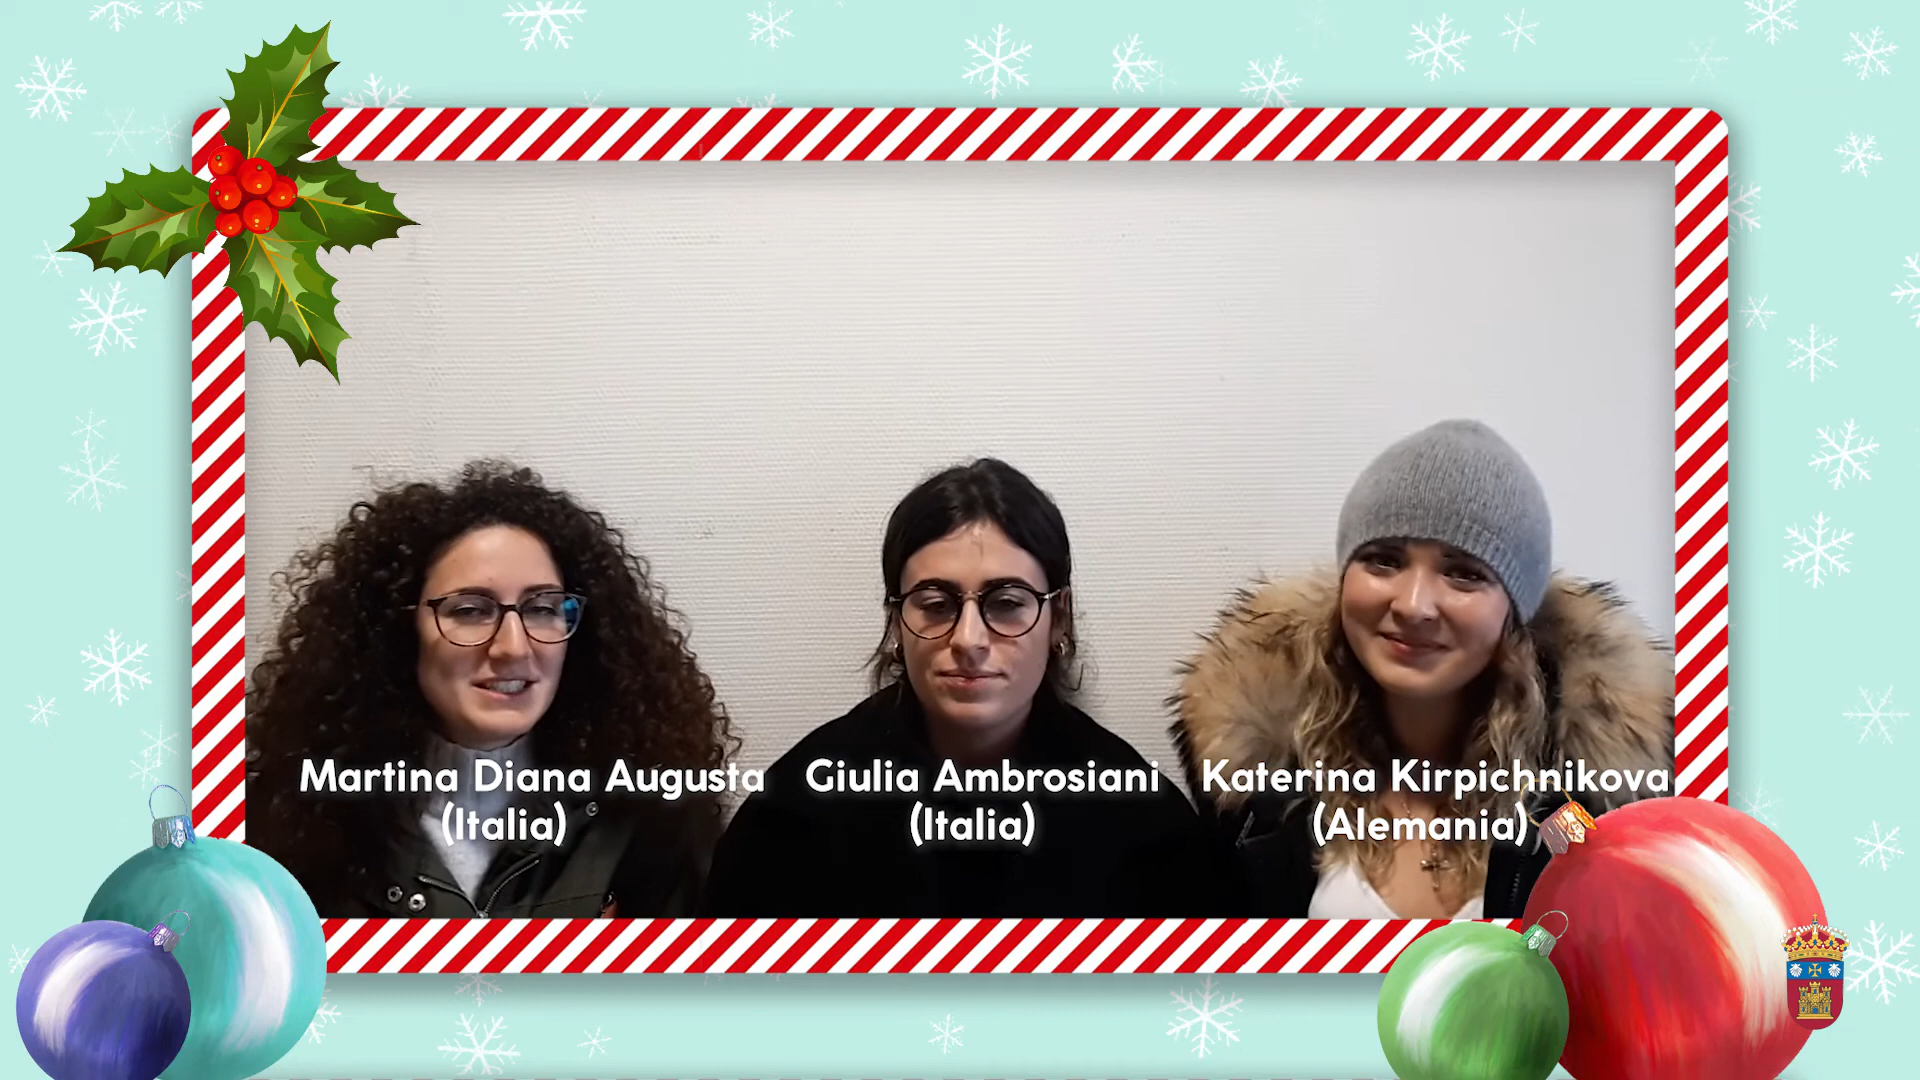 Martina Diana Augusta
(Italia)
Giulia Ambrosiani
(Italia)
Katerina Kirpichnikova
(Alemania)